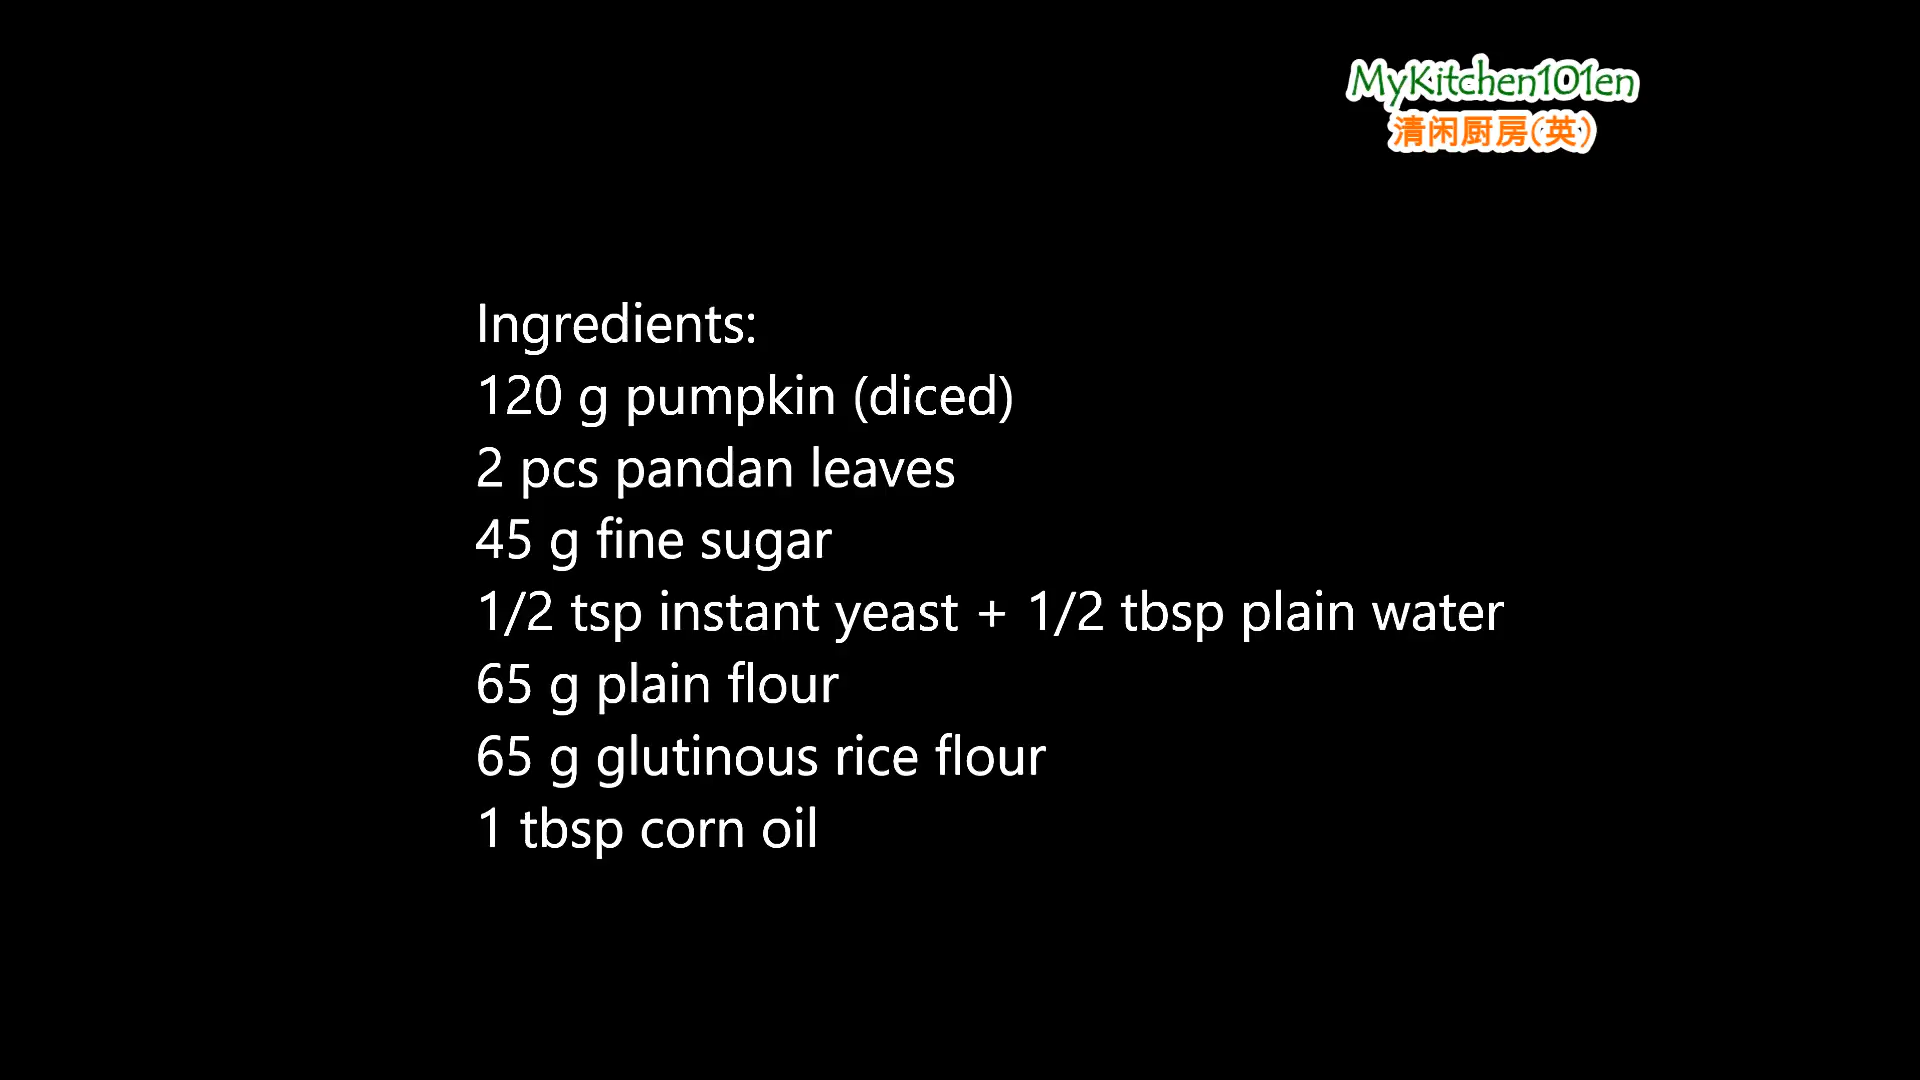 MyKitchen101en
清闲厨房(英)
Ingredients:
120 g pumpkin (diced)
2 pcs pandan leaves
45 g fine sugar
1/2 tsp instant yeast + 1/2 tbsp plain water
65 g plain flour
65 g glutinous rice flour
1 tbsp corn oil